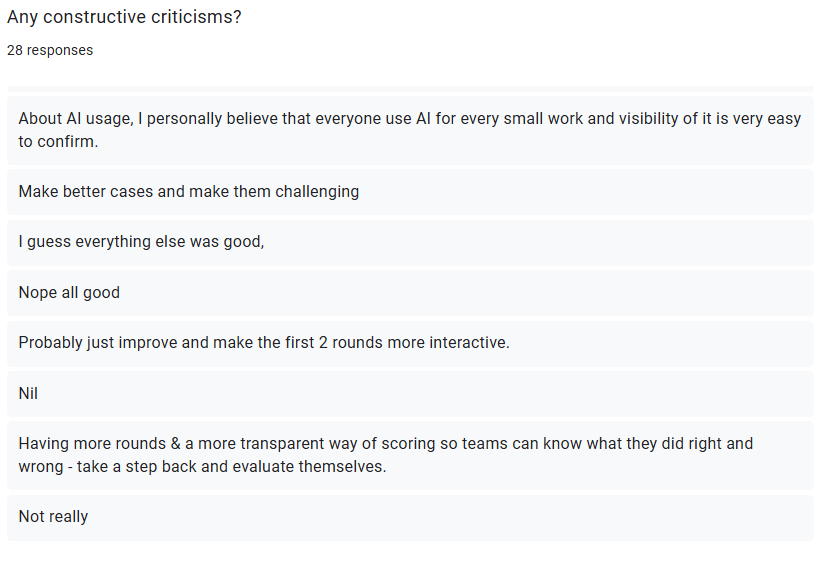 Any constructive criticisms?
28 responses
About AI usage, I personally believe that everyone use AI for every small work and visibility of it is very easy
to confirm.
Make better cases and make them challenging
I guess everything else was good,
Nope all good
Probably just improve and make the first 2 rounds more interactive.
Nil
Having more rounds & a more transparent way of scoring so teams can know what they did right and
wrong - take a step back and evaluate themselves.
Not really